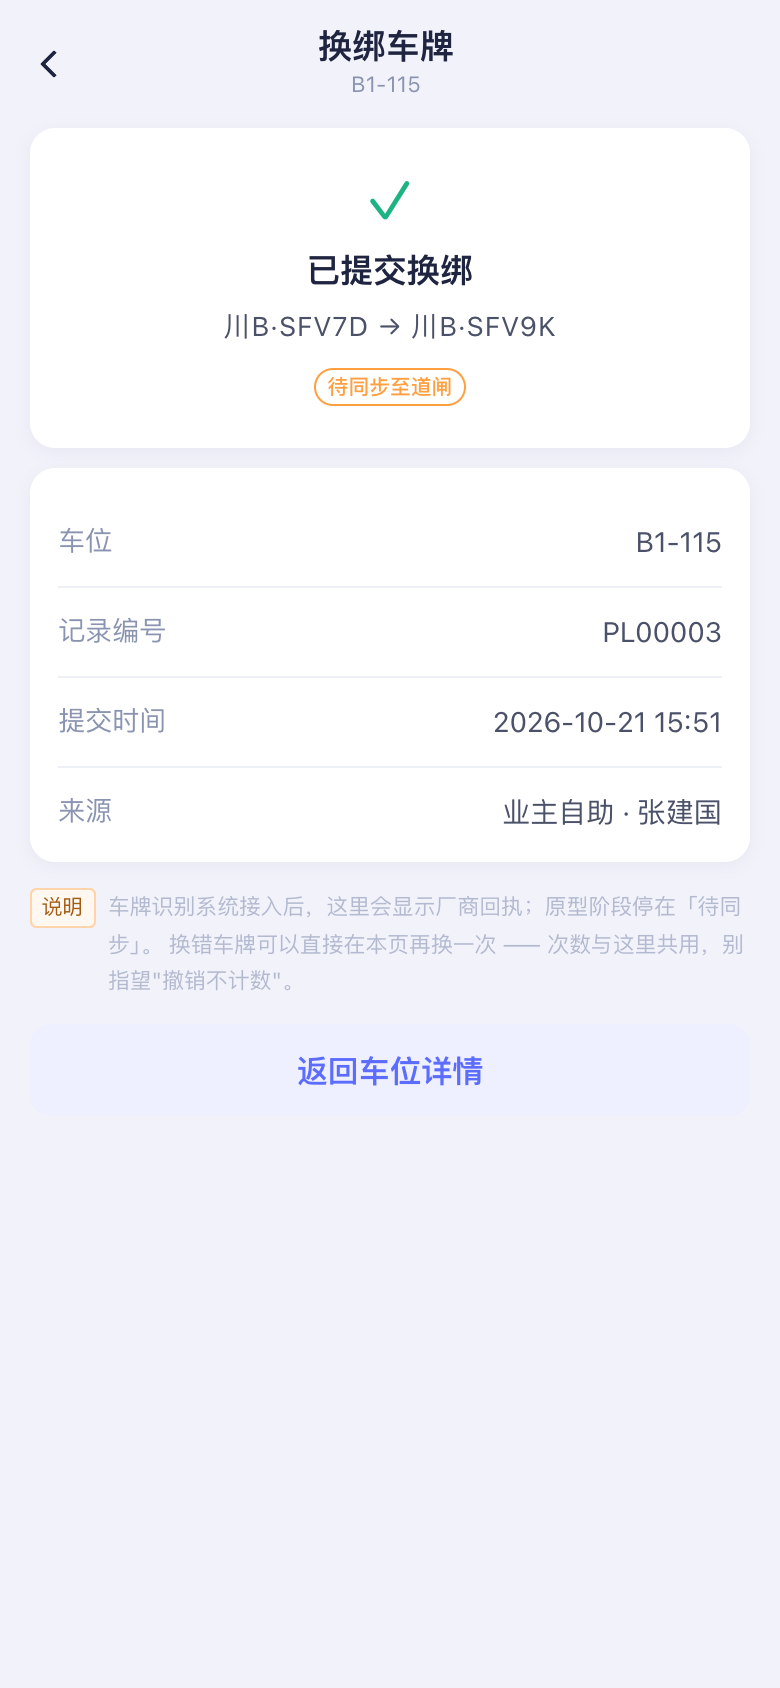 换绑车牌
B1-115
已提交换绑
川B·SFV7D → 川B·SFV9K
待同步至道闸
车位 B1-115
记录编号 PL00003
提交时间 2026-10-21 15:51
来源 业主自助 · 张建国
说明 车牌识别系统接入后，这里会显示厂商回执；原型阶段停在「待同
步」。 换错车牌可以直接在本页再换一次 —— 次数与这里共用，别
指望"撤销不计数"。
返回车位详情